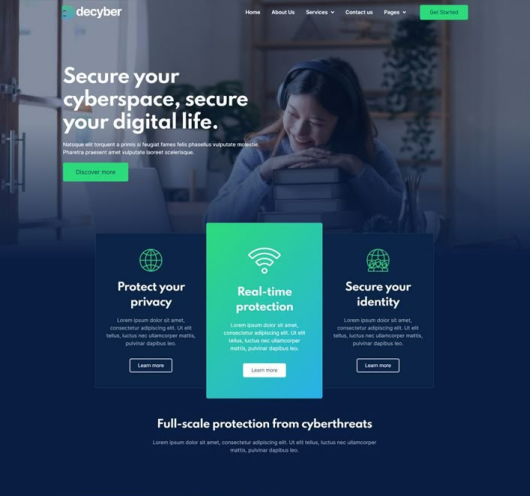 decyber
Home About Us Services Contact us Pages Get Started
Secure your
cyberspace, secure
your digital life.
Natoque elit torquent a primis si feugiat fames felis phasellus vulputate molestie.
Pharetra praesent amet vulputate laoreet scelerisque.
Discover more
Protect your
privacy
Lorem ipsum dolor sit amet,
consectetur adipiscing elit. Ut elit
tellus, luctus nec ullamcorper mattis,
pulvinar dapibus leo.
Learn more
Real-time
protection
Lorem ipsum dolor sit amet,
consectetur adipiscing elit. Ut elit
tellus, luctus nec ullamcorper
mattis, pulvinar dapibus leo.
Learn more
Secure your
identity
Lorem ipsum dolor sit amet,
consectetur adipiscing elit. Ut elit
tellus, luctus nec ullamcorper mattis,
pulvinar dapibus leo.
Learn more
Full-scale protection from cyberthreats
Lorem ipsum dolor sit amet, consectetur adipiscing elit. Ut elit tellus, luctus nec ullamcorper
mattis, pulvinar dapibus leo.